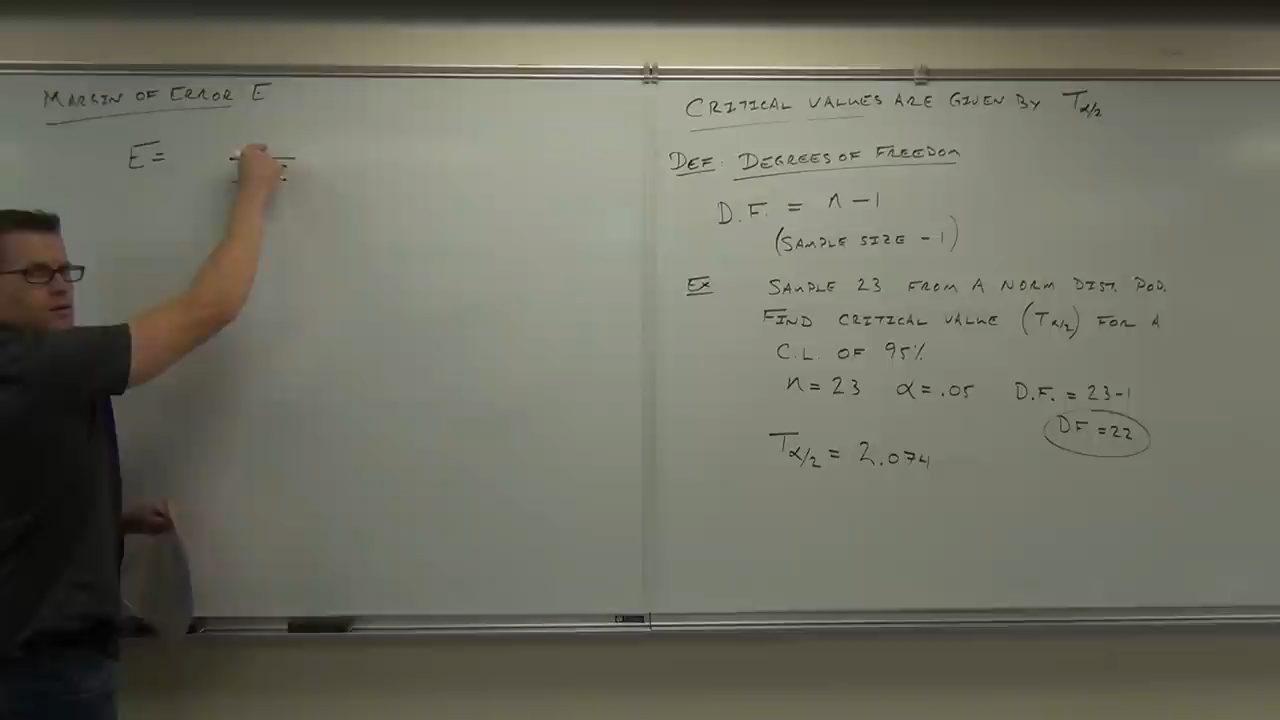 MARGIN OF ERROR E
E =
CRITICAL VALUES ARE GIVEN BY Tα/2
DEF: DEGREES OF FREEDOM
D.F. = n - 1
(SAMPLE SIZE - 1)
EX SAMPLE 23 FROM A NORM DIST. POP.
FIND CRITICAL VALUE (Tα/2) FOR A
C.L. OF 95%
n = 23 α = .05 D.F. = 23-1
DF = 22
Tα/2 = 2.074